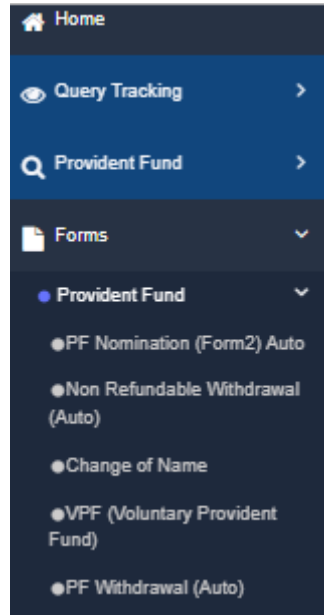 Home
Query Tracking
Provident Fund
Forms
Provident Fund
PF Nomination (Form2) Auto
Non Refundable Withdrawal
(Auto)
Change of Name
VPF (Voluntary Provident
Fund)
PF Withdrawal (Auto)